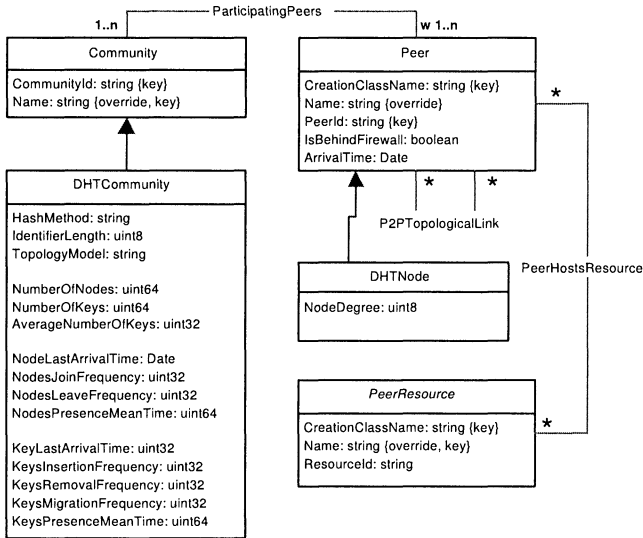 ParticipatingPeers
1..n
w 1..n
Community
CommunityId: string {key}
Name: string {override, key}
Peer
CreationClassName: string {key}
Name: string {override}
PeerId: string {key}
IsBehindFirewall: boolean
ArrivalTime: Date
*
*
*
P2PTopologicalLink
PeerHostsResource
DHTCommunity
HashMethod: string
IdentifierLength: uint8
TopologyModel: string
NumberOfNodes: uint64
NumberOfKeys: uint64
AverageNumberOfKeys: uint32
NodeLastArrivalTime: Date
NodesJoinFrequency: uint32
NodesLeaveFrequency: uint32
NodesPresenceMeanTime: uint64
KeyLastArrivalTime: uint32
KeysInsertionFrequency: uint32
KeysRemovalFrequency: uint32
KeysMigrationFrequency: uint32
KeysPresenceMeanTime: uint64
DHTNode
NodeDegree: uint8
PeerResource
CreationClassName: string {key}
Name: string {override, key}
ResourceId: string
*